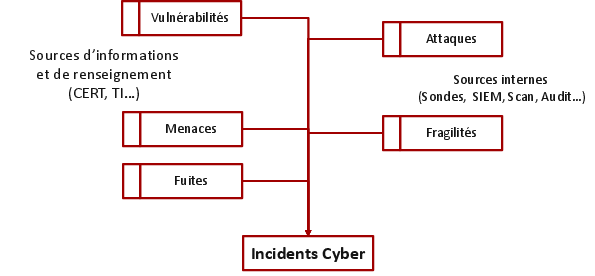 Vulnérabilités
Attaques
Sources d’informations
et de renseignement
(CERT, TI...)
Sources internes
(Sondes, SIEM, Scan, Audit...)
Menaces
Fragilités
Fuites
Incidents Cyber